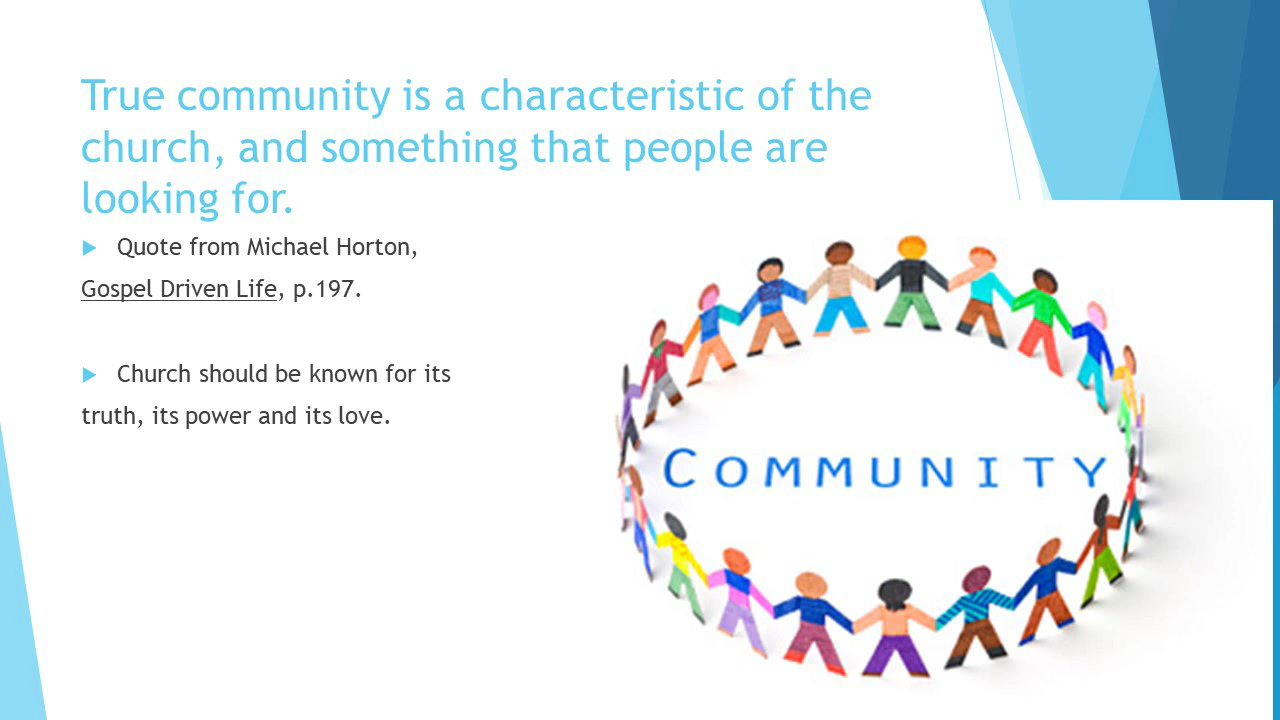 True community is a characteristic of the
church, and something that people are
looking for.
Quote from Michael Horton,
Gospel Driven Life, p.197.
Church should be known for its
truth, its power and its love.
COMMUNITY